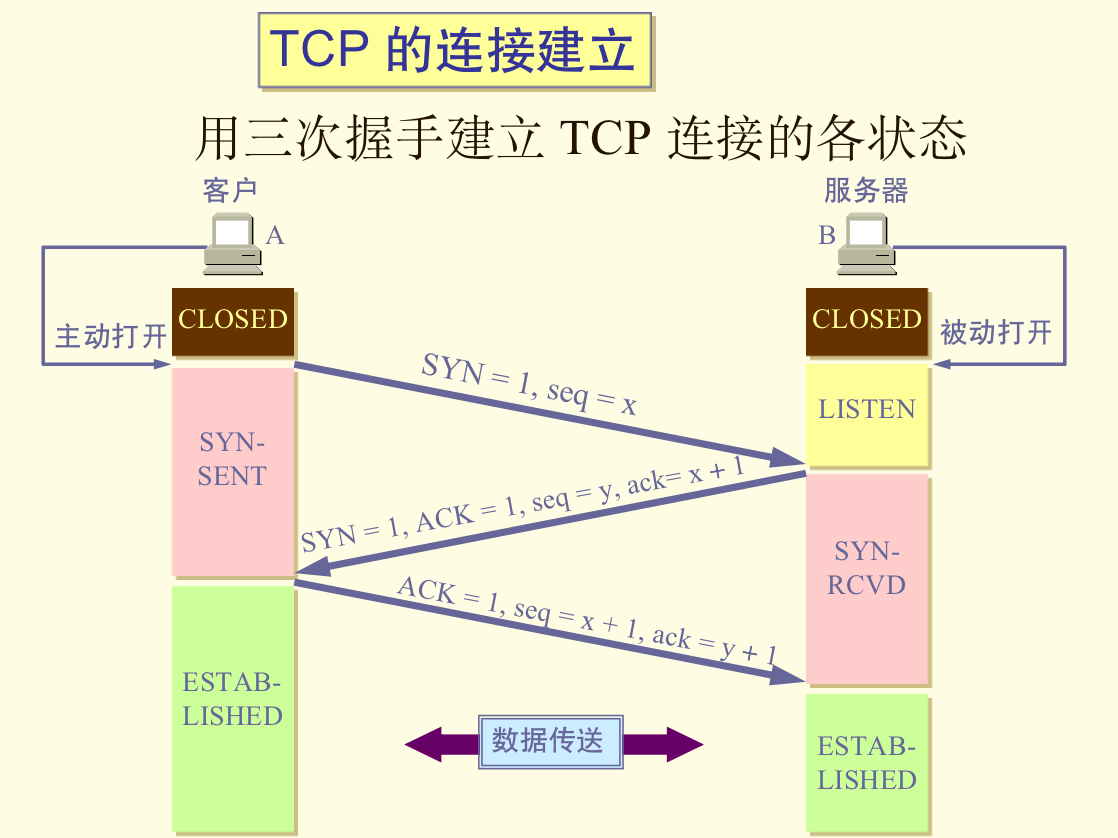 TCP 的连接建立
用三次握手建立 TCP 连接的各状态
客户
服务器
A
B
CLOSED
CLOSED
主动打开
被动打开
SYN = 1, seq = x
LISTEN
SYN-
SENT
SYN = 1, ACK = 1, seq = y, ack= x + 1
SYN-
RCVD
ACK = 1, seq = x + 1, ack = y + 1
ESTAB-
LISHED
数据传送
ESTAB-
LISHED